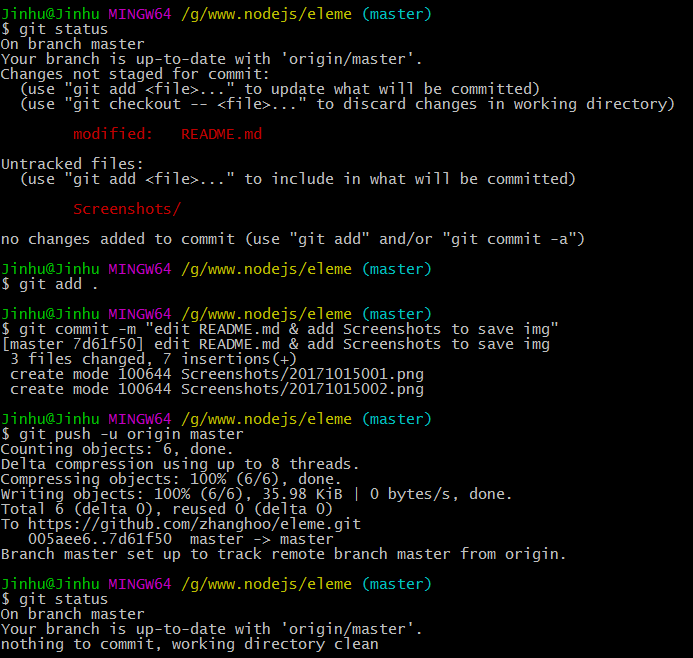 Jinhu@Jinhu MINGW64 /g/www.nodejs/eleme (master)
$ git status
On branch master
Your branch is up-to-date with 'origin/master'.
Changes not staged for commit:
  (use "git add <file>..." to update what will be committed)
  (use "git checkout -- <file>..." to discard changes in working directory)

        modified:   README.md

Untracked files:
  (use "git add <file>..." to include in what will be committed)

        Screenshots/

no changes added to commit (use "git add" and/or "git commit -a")

Jinhu@Jinhu MINGW64 /g/www.nodejs/eleme (master)
$ git add .

Jinhu@Jinhu MINGW64 /g/www.nodejs/eleme (master)
$ git commit -m "edit README.md & add Screenshots to save img"
[master 7d61f50] edit README.md & add Screenshots to save img
 3 files changed, 7 insertions(+)
 create mode 100644 Screenshots/20171015001.png
 create mode 100644 Screenshots/20171015002.png

Jinhu@Jinhu MINGW64 /g/www.nodejs/eleme (master)
$ git push -u origin master
Counting objects: 6, done.
Delta compression using up to 8 threads.
Compressing objects: 100% (6/6), done.
Writing objects: 100% (6/6), 35.98 KiB | 0 bytes/s, done.
Total 6 (delta 0), reused 0 (delta 0)
To https://github.com/zhanghoo/eleme.git
   005aee6..7d61f50  master -> master
Branch master set up to track remote branch master from origin.

Jinhu@Jinhu MINGW64 /g/www.nodejs/eleme (master)
$ git status
On branch master
Your branch is up-to-date with 'origin/master'.
nothing to commit, working directory clean